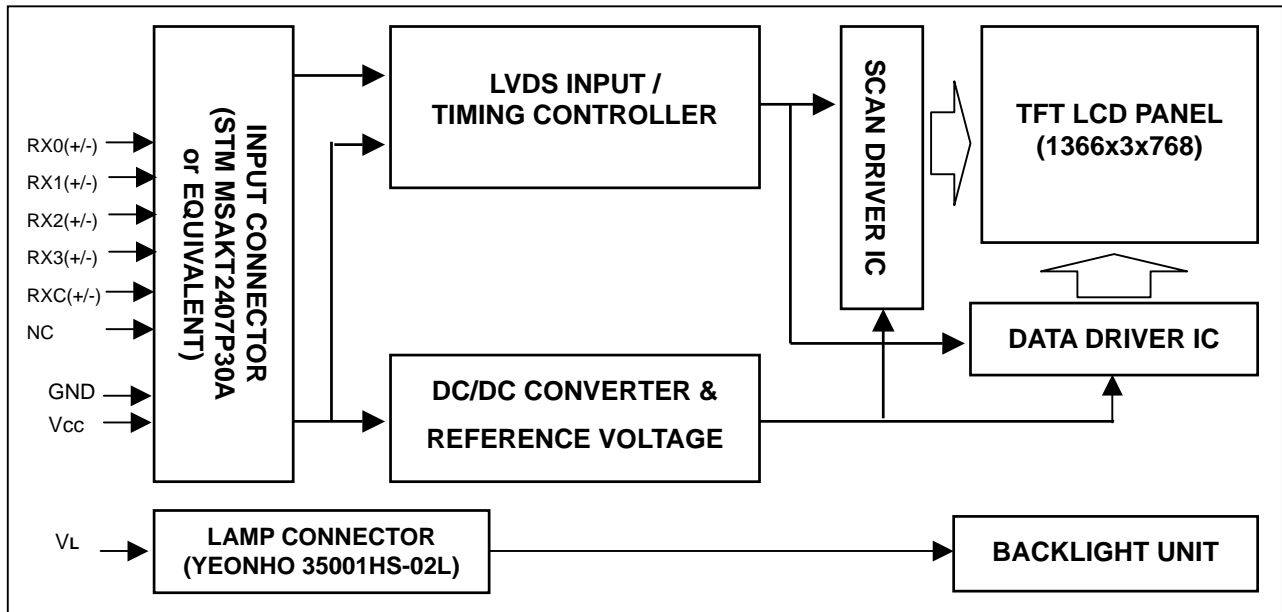 RX0(+/-)
RX1(+/-)
RX2(+/-)
RX3(+/-)
RXC(+/-)
NC
GND
Vcc
INPUT CONNECTOR
(STM MSAKT2407P30A
or EQUIVALENT)
LVDS INPUT /
TIMING CONTROLLER
SCAN DRIVER IC
TFT LCD PANEL
(1366x3x768)
DATA DRIVER IC
DC/DC CONVERTER &
REFERENCE VOLTAGE
VL
LAMP CONNECTOR
(YEONHO 35001HS-02L)
BACKLIGHT UNIT